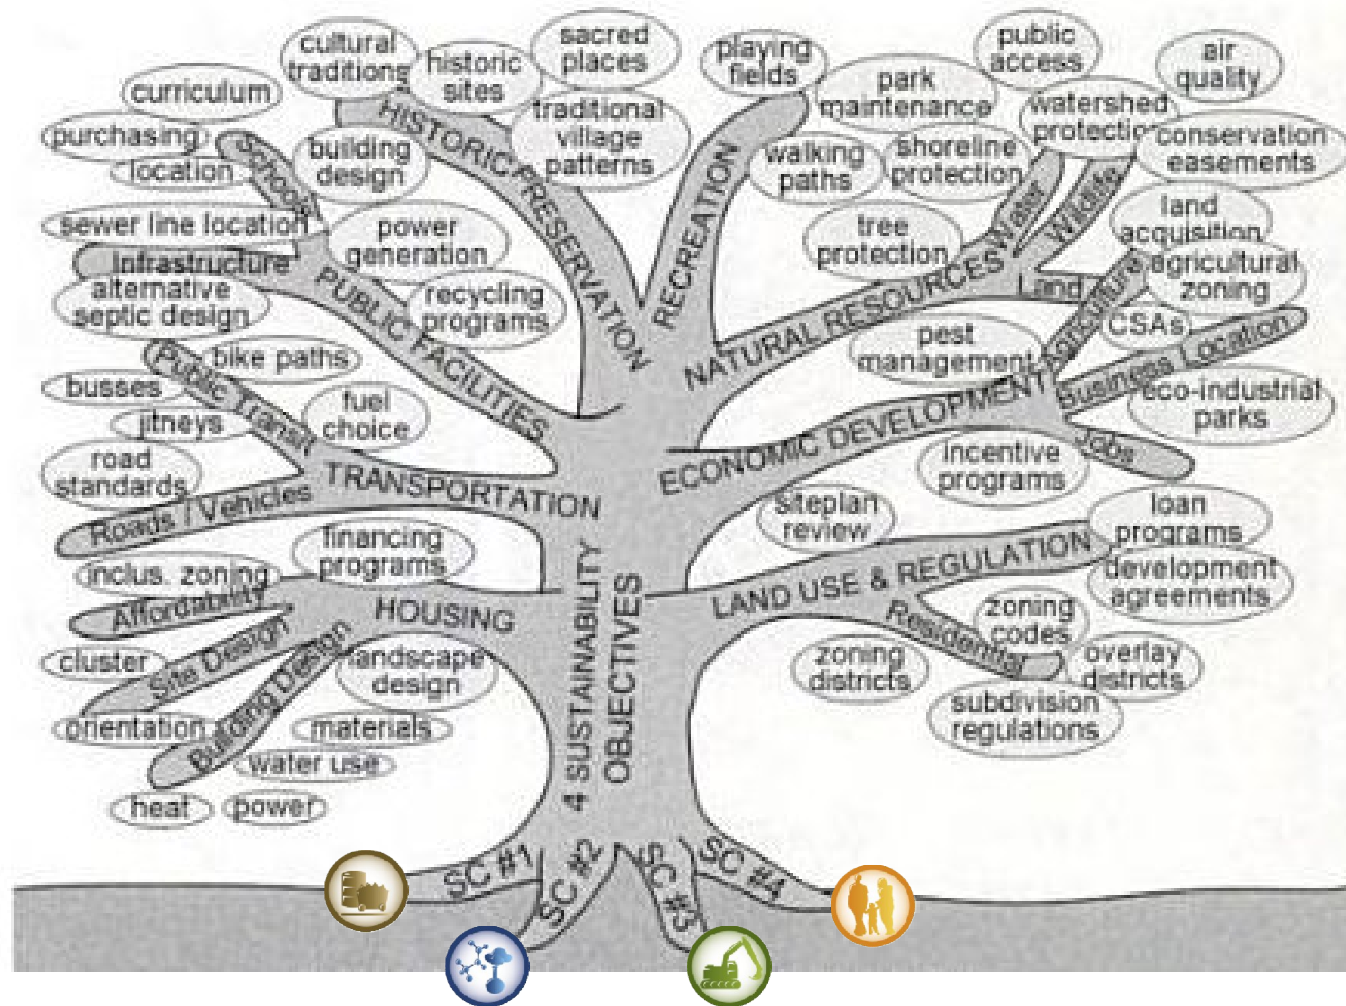 cultural
traditions
historic
sites
sacred
places
traditional
village
patterns
HISTORIC PRESERVATION
curriculum
purchasing
location
Schools
building
design
sewer line location
Infrastructure
alternative
septic design
power
generation
recycling
programs
PUBLIC FACILITIES
bike paths
busses
jitneys
Public Transit
fuel
choice
road
standards
Roads / Vehicles
TRANSPORTATION
financing
programs
inclus. zoning
Affordability
HOUSING
cluster
Site Design
orientation
Building Design
landscape
design
materials
water use
heat
power
playing
fields
park
maintenance
walking
paths
RECREATION
public
access
air
quality
watershed
protection
conservation
easements
shoreline
protection
tree
protection
Water
Wildlife
Land
land
acquisition
NATURAL RESOURCES
agricultural
zoning
CSAs
pest
management
Agriculture
Business Location
eco-industrial
parks
Jobs
incentive
programs
ECONOMIC DEVELOPMENT
Siteplan
review
loan
programs
development
agreements
LAND USE & REGULATION
Residential
zoning
codes
zoning
districts
overlay
districts
subdivision
regulations
4 SUSTAINABILITY
OBJECTIVES
SC #1
SC #2
SC #3
SC #4